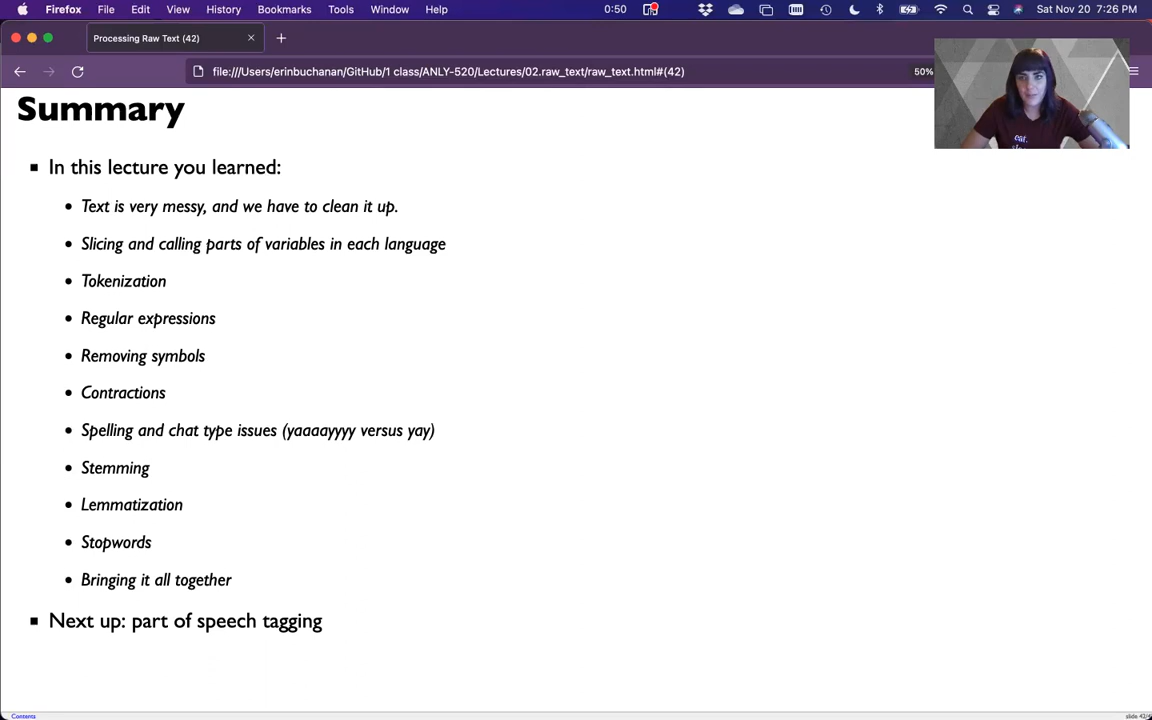 Firefox File Edit View History Bookmarks Tools Window Help 0:50 Sat Nov 20 7:26 PM
Processing Raw Text (42)
file:///Users/erinbuchanan/GitHub/1 class/ANLY-520/Lectures/02.raw_text/raw_text.html#(42) 50%
eat.
Summary
In this lecture you learned:
Text is very messy, and we have to clean it up.
Slicing and calling parts of variables in each language
Tokenization
Regular expressions
Removing symbols
Contractions
Spelling and chat type issues (yaaaayyyy versus yay)
Stemming
Lemmatization
Stopwords
Bringing it all together
Next up: part of speech tagging
Contents
slide 42/